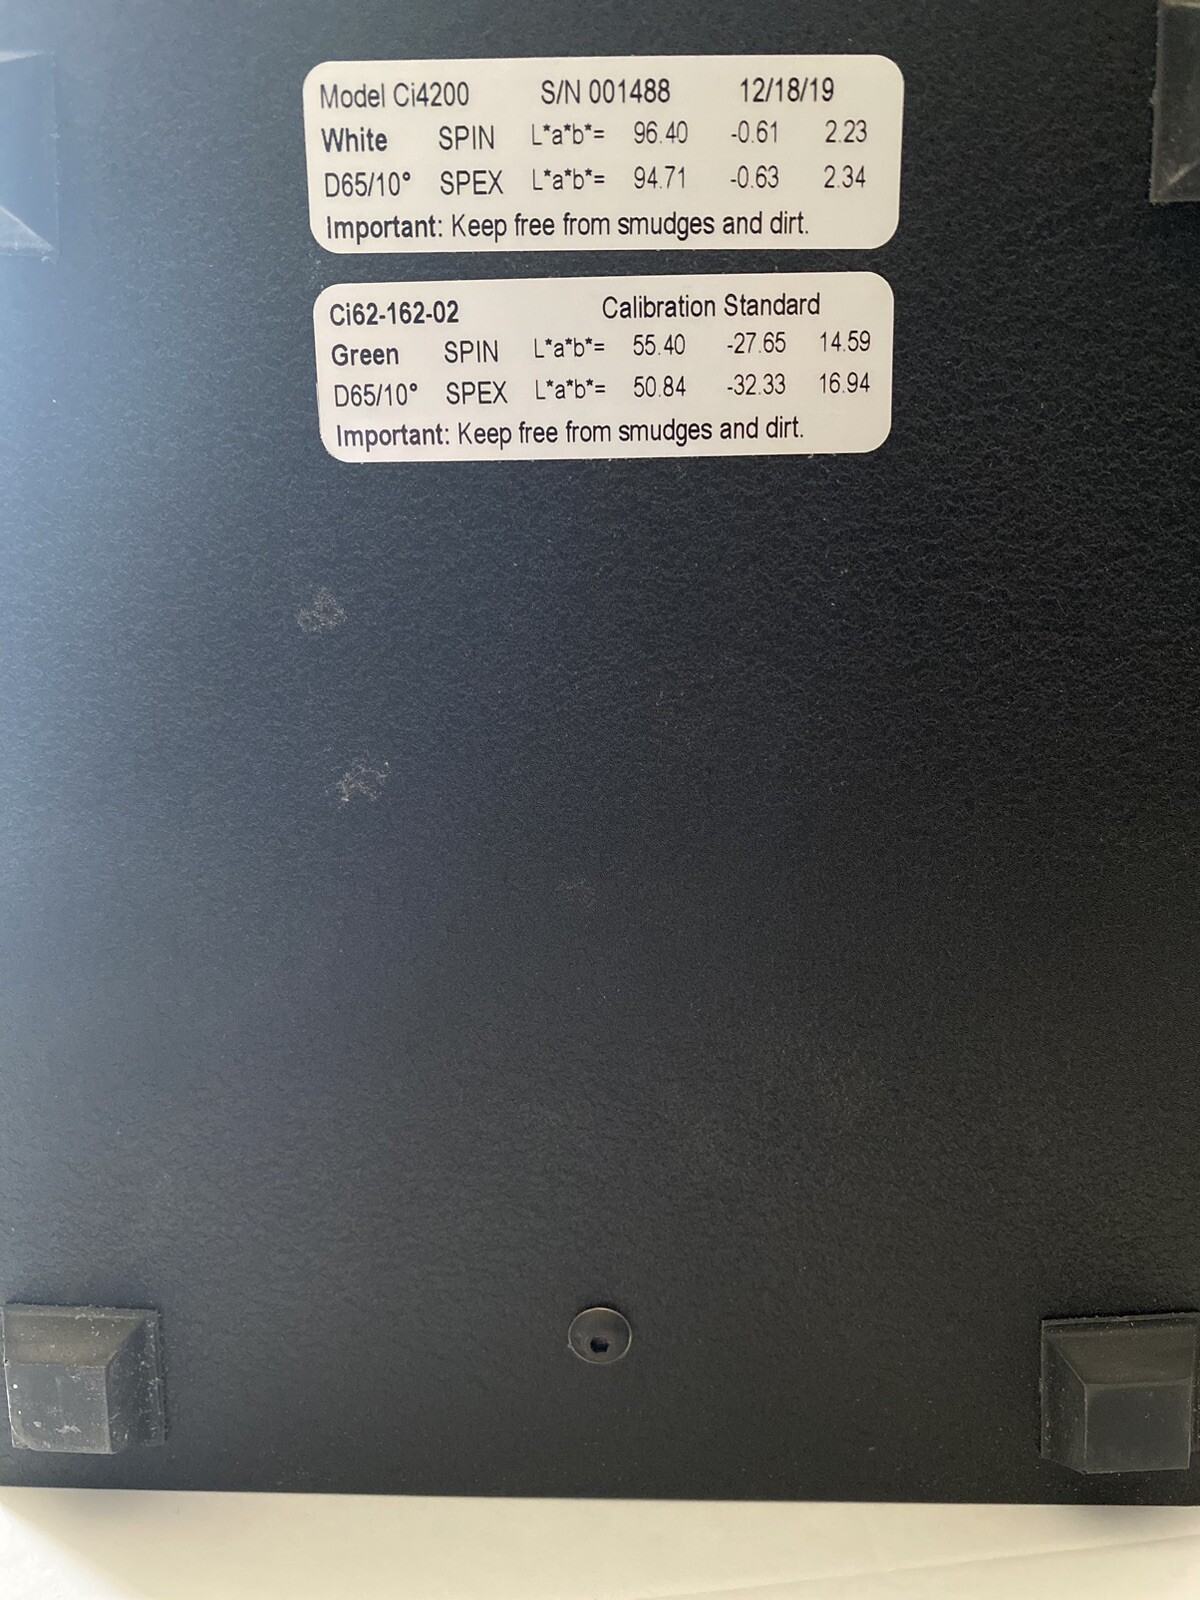 Model Ci4200 S/N 001488 12/18/19
White SPIN L*a*b*= 96.40 -0.61 2.23
D65/10° SPEX L*a*b*= 94.71 -0.63 2.34
Important: Keep free from smudges and dirt.
Ci62-162-02 Calibration Standard
Green SPIN L*a*b*= 55.40 -27.65 14.59
D65/10° SPEX L*a*b*= 50.84 -32.33 16.94
Important: Keep free from smudges and dirt.